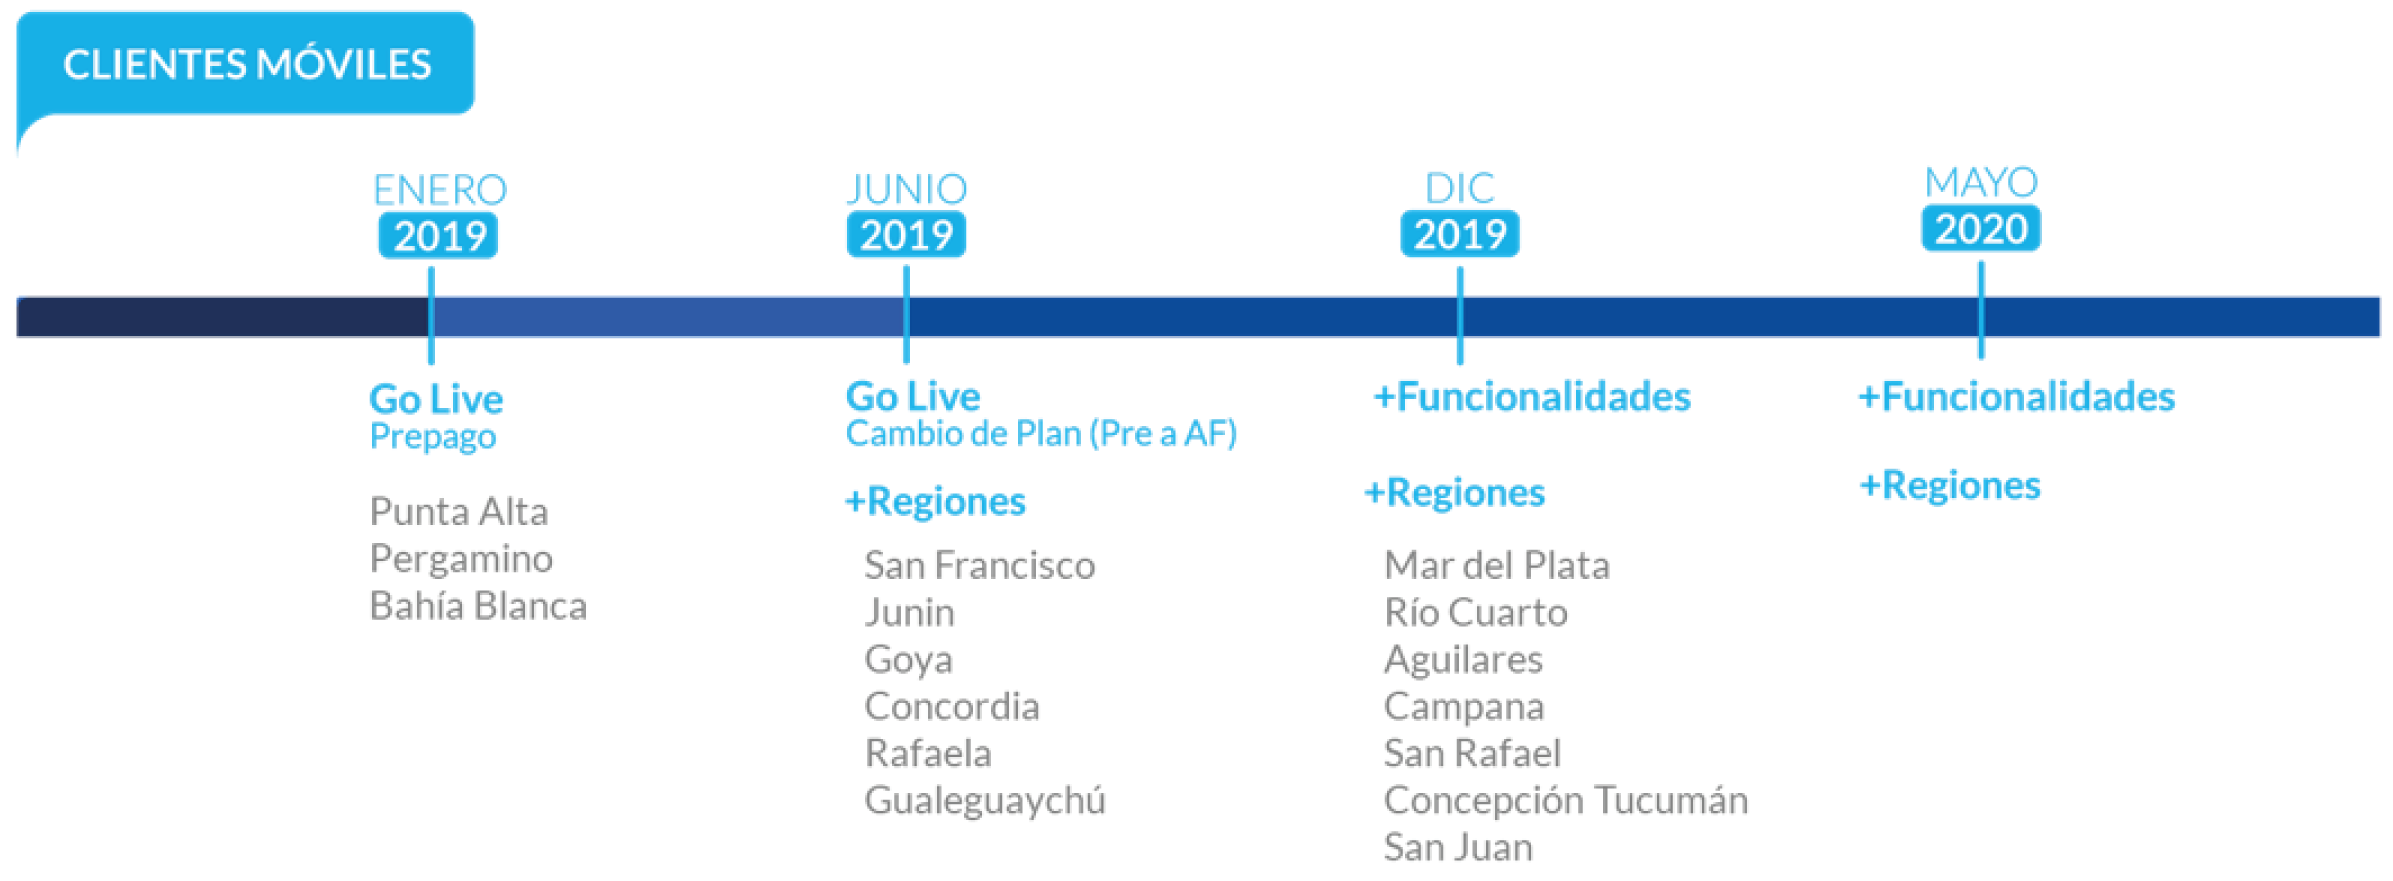 CLIENTES MÓVILES
ENERO
2019
Go Live
Prepago
Punta Alta
Pergamino
Bahía Blanca
JUNIO
2019
Go Live
Cambio de Plan (Pre a AF)
+Regiones
San Francisco
Junin
Goya
Concordia
Rafaela
Gualeguaychú
DIC
2019
+Funcionalidades
+Regiones
Mar del Plata
Río Cuarto
Aguilares
Campana
San Rafael
Concepción Tucumán
San Juan
MAYO
2020
+Funcionalidades
+Regiones